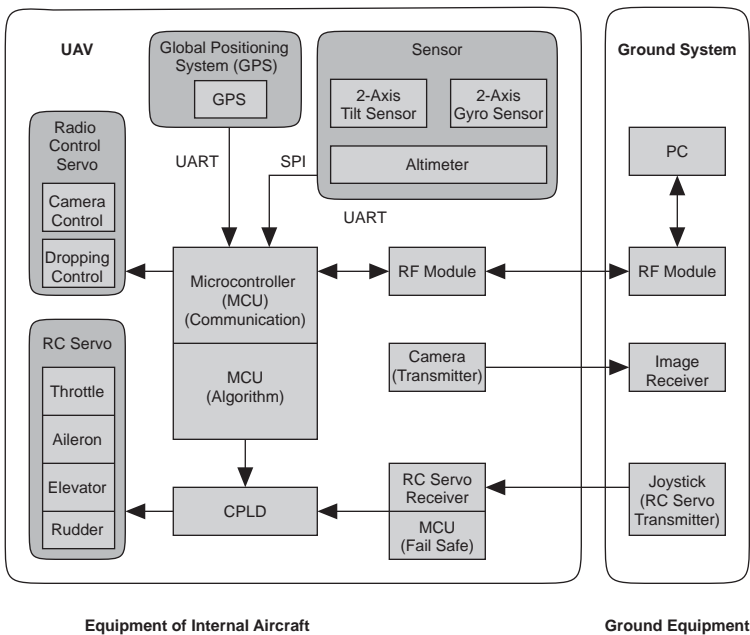 UAV
Global Positioning
System (GPS)
GPS
Sensor
2-Axis
Tilt Sensor
2-Axis
Gyro Sensor
Altimeter
Ground System
PC
Radio
Control
Servo
Camera
Control
Dropping
Control
UART
SPI
UART
Microcontroller
(MCU)
(Communication)
MCU
(Algorithm)
RF Module
RF Module
RC Servo
Throttle
Aileron
Elevator
Rudder
Camera
(Transmitter)
Image
Receiver
CPLD
RC Servo
Receiver
MCU
(Fail Safe)
Joystick
(RC Servo
Transmitter)
Equipment of Internal Aircraft
Ground Equipment